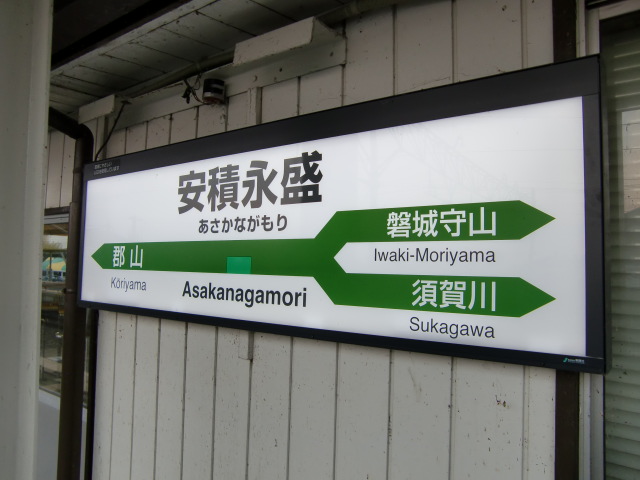 安積永盛
あさかながもり
郡山
Kōriyama
Asakanagamori
磐城守山
Iwaki-Moriyama
須賀川
Sukagawa